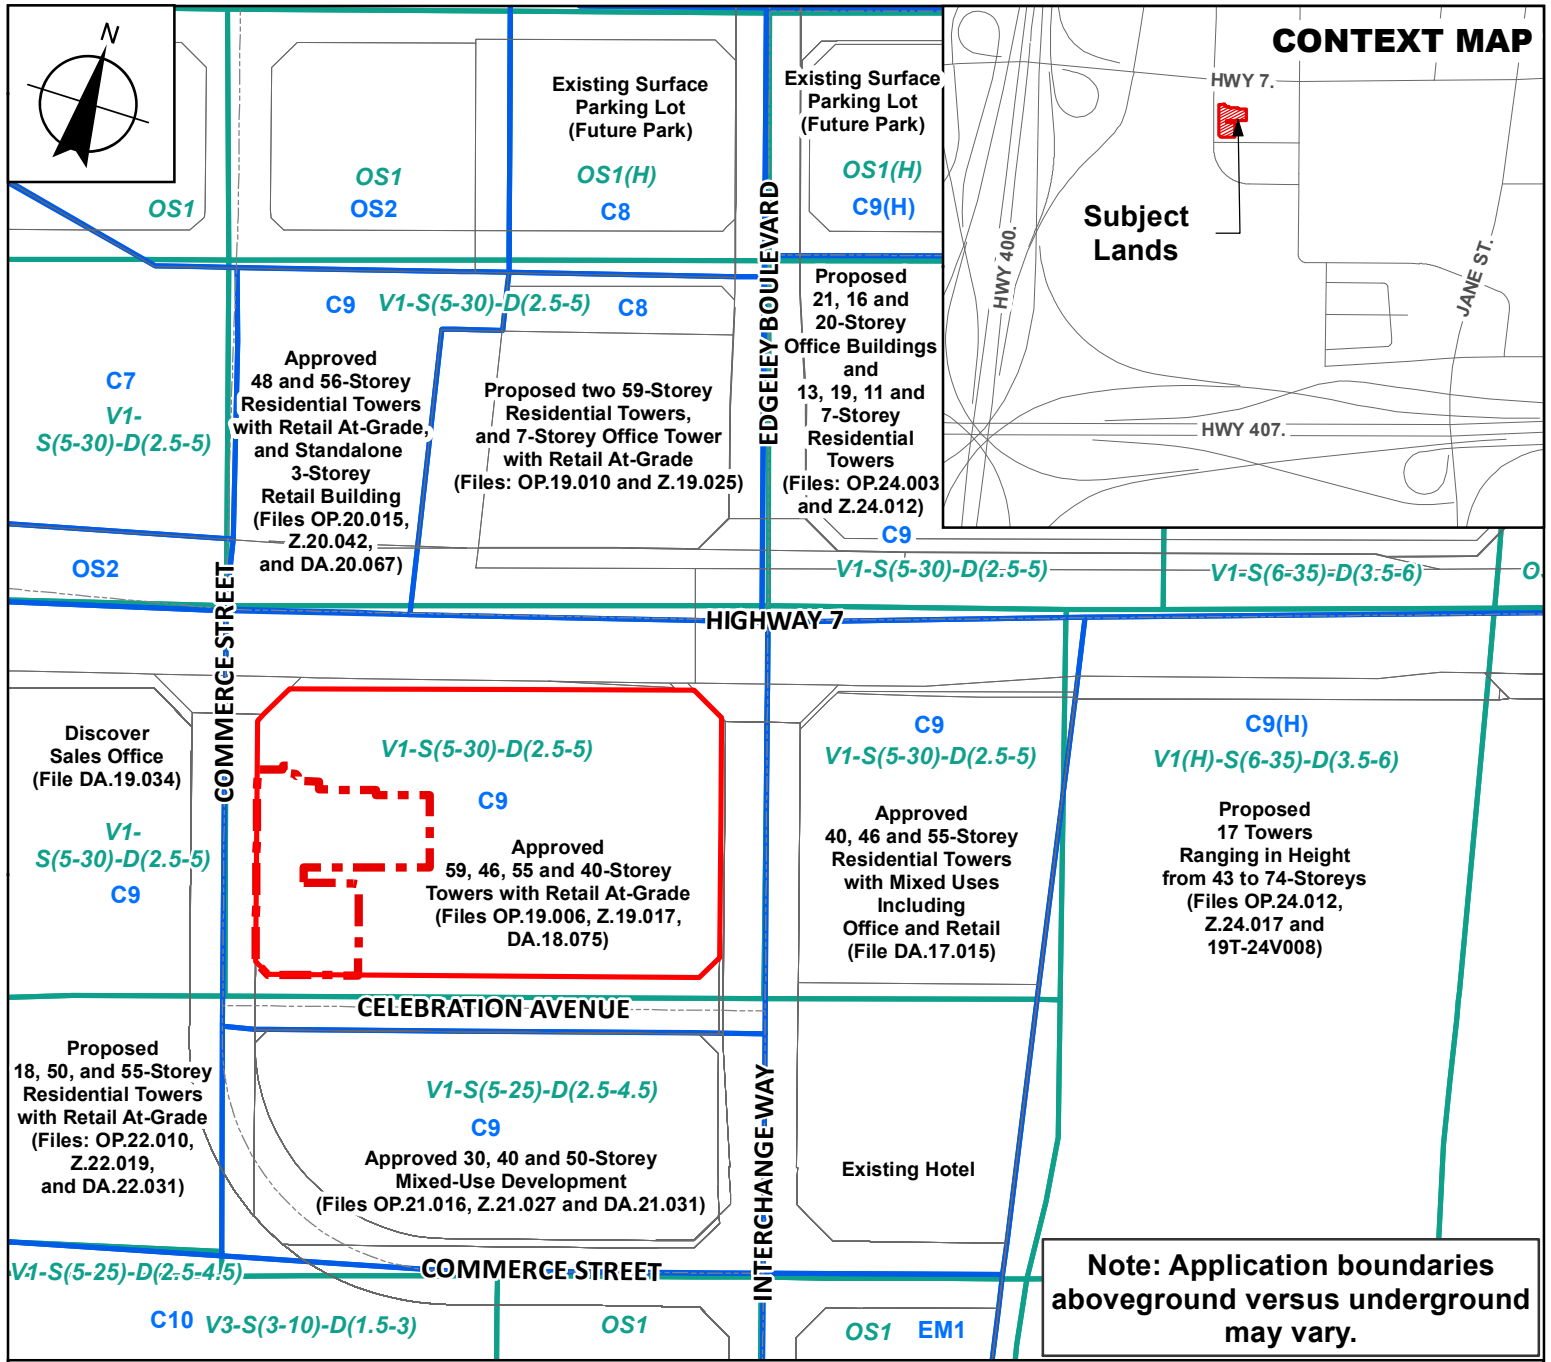 N
CONTEXT MAP
HWY 7.
Subject
Lands
HWY 400.
JANE ST.
HWY 407.
OS1
OS1
OS2
Existing Surface
Parking Lot
(Future Park)
OS1(H)
C8
Existing Surface
Parking Lot
(Future Park)
OS1(H)
C9(H)
EDGELEY BOULEVARD
C9
V1-S(5-30)-D(2.5-5)
C8
C7
V1-
S(5-30)-D(2.5-5)
Approved
48 and 56-Storey
Residential Towers
with Retail At-Grade,
and Standalone
3-Storey
Retail Building
(Files OP.20.015,
Z.20.042,
and DA.20.067)
Proposed two 59-Storey
Residential Towers,
and 7-Storey Office Tower
with Retail At-Grade
(Files: OP.19.010 and Z.19.025)
Proposed
21, 16 and
20-Storey
Office Buildings
and
13, 19, 11 and
7-Storey
Residential
Towers
(Files: OP.24.003
and Z.24.012)
C9
V1-S(5-30)-D(2.5-5)
V1-S(6-35)-D(3.5-6)
OS2
COMMERCE STREET
HIGHWAY 7
Discover
Sales Office
(File DA.19.034)
V1-
S(5-30)-D(2.5-5)
C9
V1-S(5-30)-D(2.5-5)
C9
Approved
59, 46, 55 and 40-Storey
Towers with Retail At-Grade
(Files OP.19.006, Z.19.017,
DA.18.075)
C9
V1-S(5-30)-D(2.5-5)
Approved
40, 46 and 55-Storey
Residential Towers
with Mixed Uses
Including
Office and Retail
(File DA.17.015)
C9(H)
V1(H)-S(6-35)-D(3.5-6)
Proposed
17 Towers
Ranging in Height
from 43 to 74-Storeys
(Files OP.24.012,
Z.24.017 and
19T-24V008)
CELEBRATION AVENUE
Proposed
18, 50, and 55-Storey
Residential Towers
with Retail At-Grade
(Files: OP.22.010,
Z.22.019,
and DA.22.031)
V1-S(5-25)-D(2.5-4.5)
C9
Approved 30, 40 and 50-Storey
Mixed-Use Development
(Files OP.21.016, Z.21.027 and DA.21.031)
INTERCHANGE WAY
Existing Hotel
V1-S(5-25)-D(2.5-4.5)
COMMERCE STREET
C10
V3-S(3-10)-D(1.5-3)
OS1
OS1
EM1
Note: Application boundaries
aboveground versus underground
may vary.